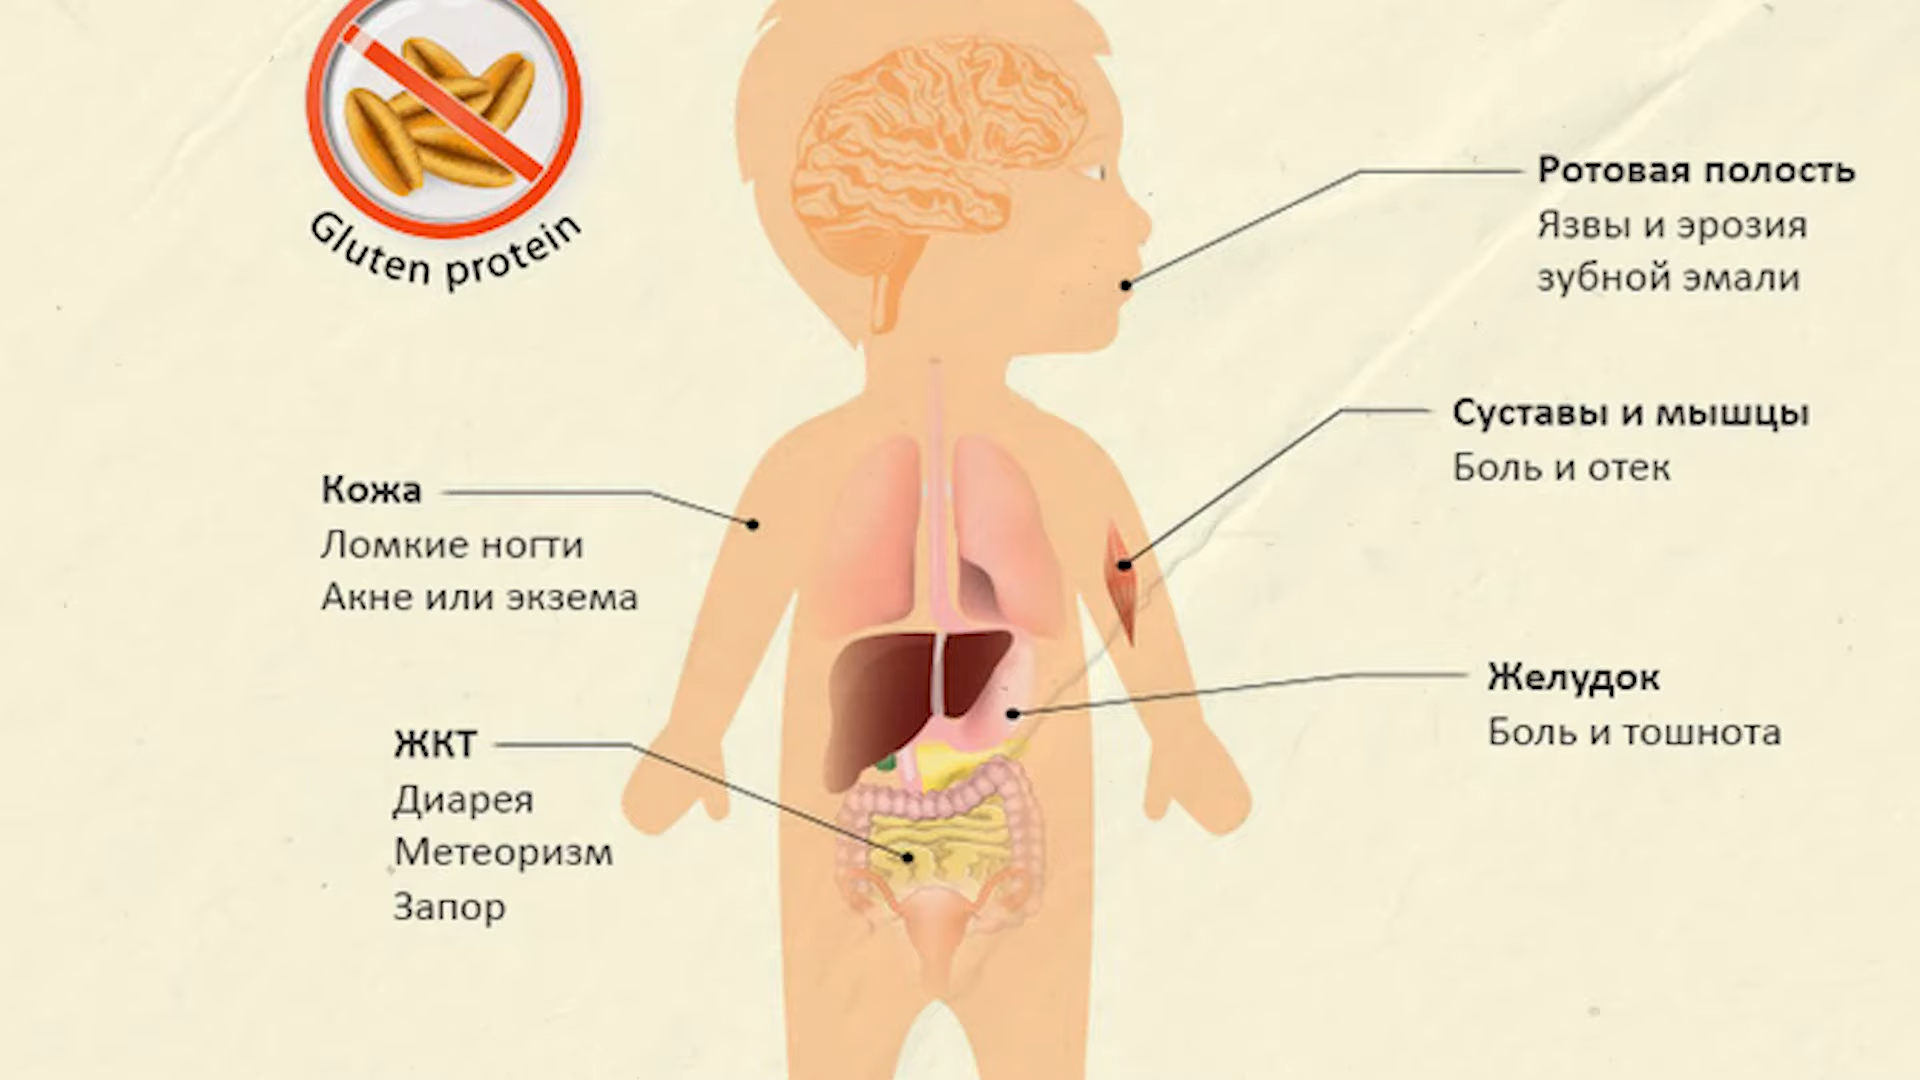 Gluten protein
Ротовая полость
Язвы и эрозия
зубной эмали
Суставы и мышцы
Боль и отек
Кожа
Ломкие ногти
Акне или экзема
Желудок
Боль и тошнота
ЖКТ
Диарея
Метеоризм
Запор